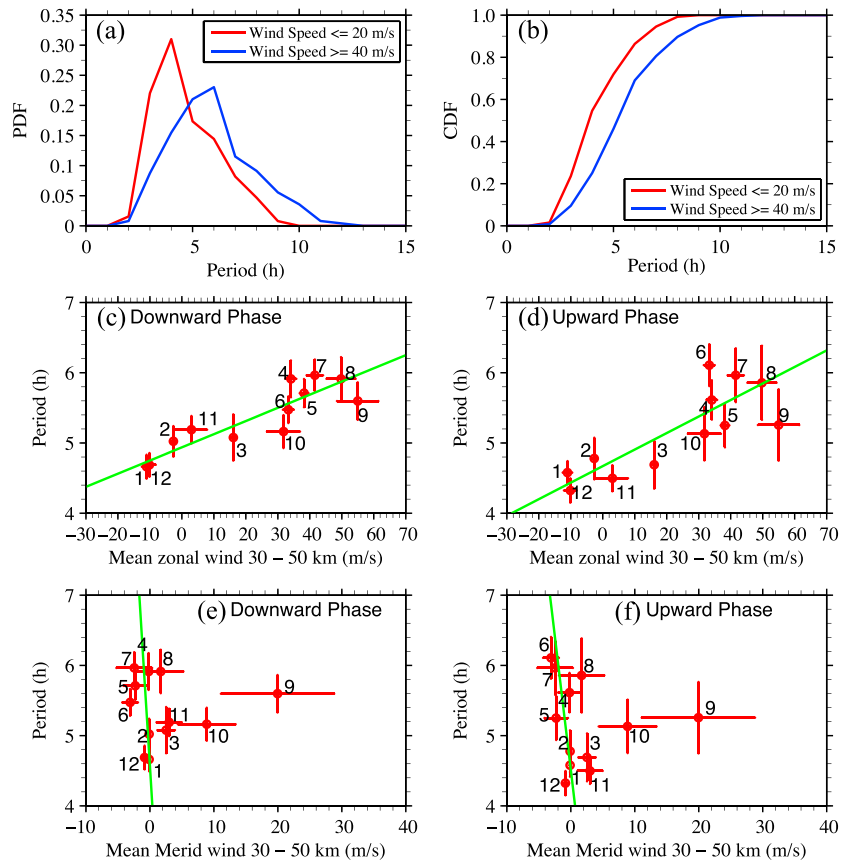 (a)
Wind Speed <= 20 m/s
Wind Speed >= 40 m/s
0.35
0.30
0.25
0.20
0.15
0.10
0.05
0
PDF
0 5 10 15
Period (h)
(b)
1.0
0.8
0.6
0.4
0.2
0
CDF
Wind Speed <= 20 m/s
Wind Speed >= 40 m/s
0 5 10 15
Period (h)
(c) Downward Phase
7
6
5
4
Period (h)
1 12 2 11 3 10 6 4 5 7 8 9
−30 −20 −10 0 10 20 30 40 50 60 70
Mean zonal wind 30 – 50 km (m/s)
(d) Upward Phase
7
6
5
4
Period (h)
1 12 2 11 3 10 6 4 5 7 8 9
−30 −20 −10 0 10 20 30 40 50 60 70
Mean zonal wind 30 – 50 km (m/s)
(e) Downward Phase
7
6
5
4
Period (h)
4 7 8 5 6 9 11 2 3 10 12 1
−10 0 10 20 30 40
Mean Merid wind 30 – 50 km (m/s)
(f) Upward Phase
7
6
5
4
Period (h)
6 7 8 4 5 9 10 2 3 1 11 12
−10 0 10 20 30 40
Mean Merid wind 30 – 50 km (m/s)